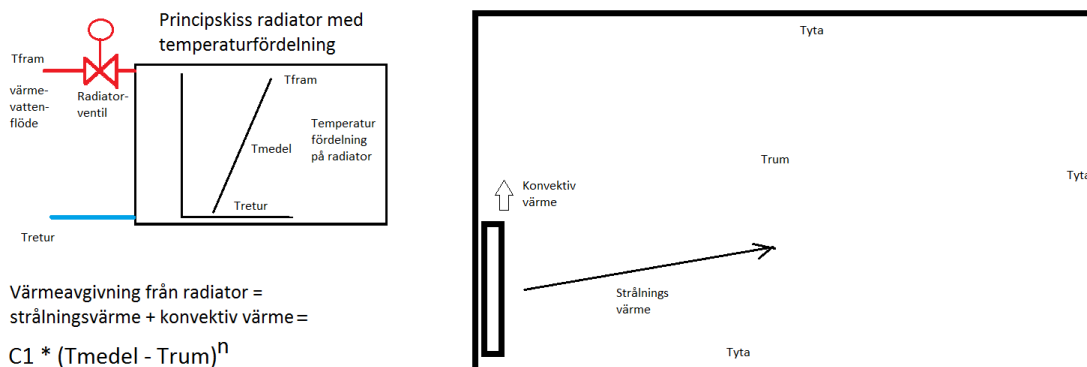 Principskiss radiator med
temperaturfördelning
Tfram
värme-
vatten-
flöde
Radiator-
ventil
Tfram
Temperatur
fördelning
på radiator
Tmedel
Tretur
Tretur
Värmeavgivning från radiator =
strålningsvärme + konvektiv värme =
C1 * (Tmedel - Trum)^n
Tyta
Trum
Tyta
Konvektiv
värme
Strålnings
värme
Tyta